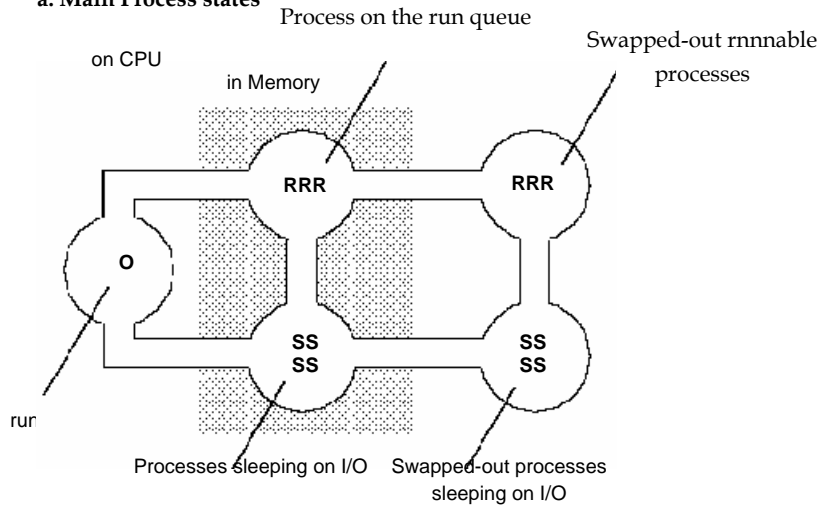 a. Main Process states
Process on the run queue
Swapped-out rnnnable
processes
on CPU
in Memory
RRR
RRR
O
SS
SS
SS
SS
run
Processes sleeping on I/O
Swapped-out processes
sleeping on I/O